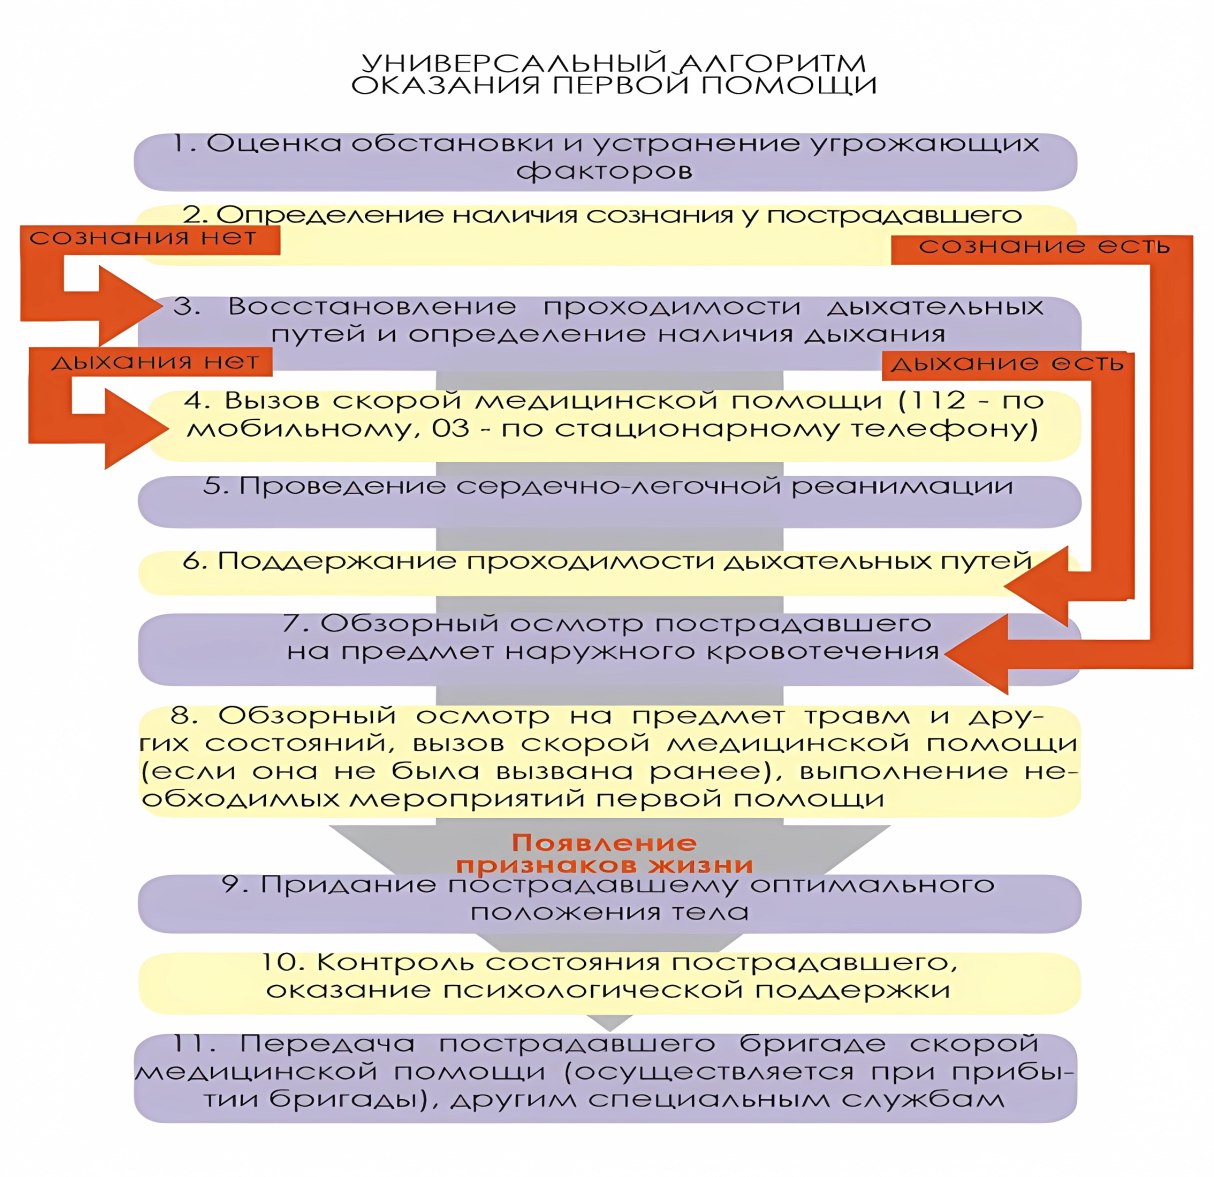 УНИВЕРСАЛЬНЫЙ АЛГОРИТМ
ОКАЗАНИЯ ПЕРВОЙ ПОМОЩИ
1. Оценка обстановки и устранение угрожающих
факторов
2. Определение наличия сознания у пострадавшего
сознания нет
сознание есть
3. Восстановление проходимости дыхательных
путей и определение наличия дыхания
дыхания нет
дыхание есть
4. Вызов скорой медицинской помощи (112 - по
мобильному, 03 - по стационарному телефону)
5. Проведение сердечно-легочной реанимации
6. Поддержание проходимости дыхательных путей
7. Обзорный осмотр пострадавшего
на предмет наружного кровотечения
8. Обзорный осмотр на предмет травм и дру-
гих состояний, вызов скорой медицинской помощи
(если она не была вызвана ранее), выполнение не-
обходимых мероприятий первой помощи
Появление
признаков жизни
9. Придание пострадавшему оптимального
положения тела
10. Контроль состояния пострадавшего,
оказание психологической поддержки
11. Передача пострадавшего бригаде скорой
медицинской помощи (осуществляется при прибы-
тии бригады), другим специальным службам